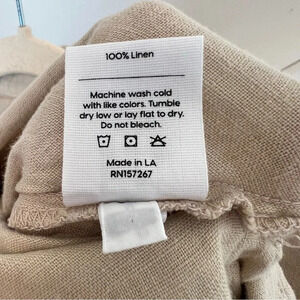 100% Linen
Machine wash cold
with like colors. Tumble
dry low or lay flat to dry.
Do not bleach.
Made in LA
RN157267